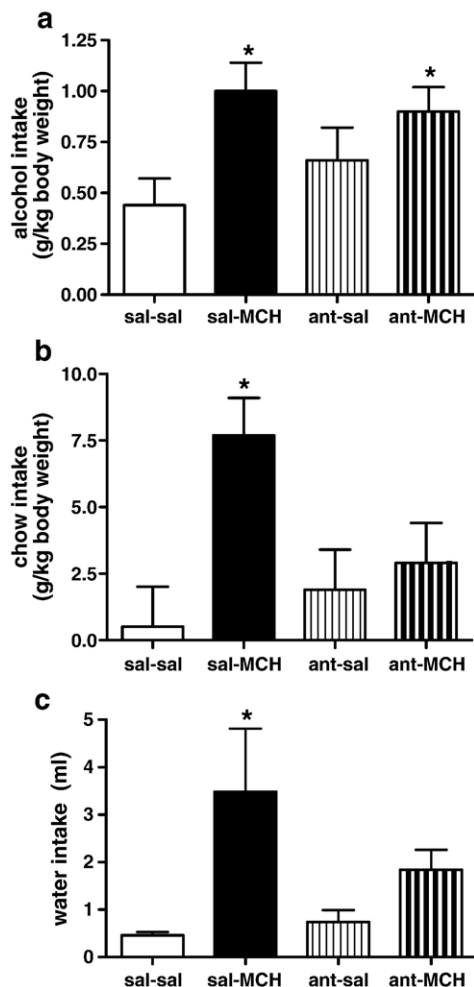 a
alcohol intake
(g/kg body weight)
1.25
1.00
0.75
0.50
0.25
0.00
*
*
sal-sal sal-MCH ant-sal ant-MCH
b
chow intake
(g/kg body weight)
10.0
7.5
5.0
2.5
0.0
*
sal-sal sal-MCH ant-sal ant-MCH
c
water intake (ml)
5
4
3
2
1
0
*
sal-sal sal-MCH ant-sal ant-MCH